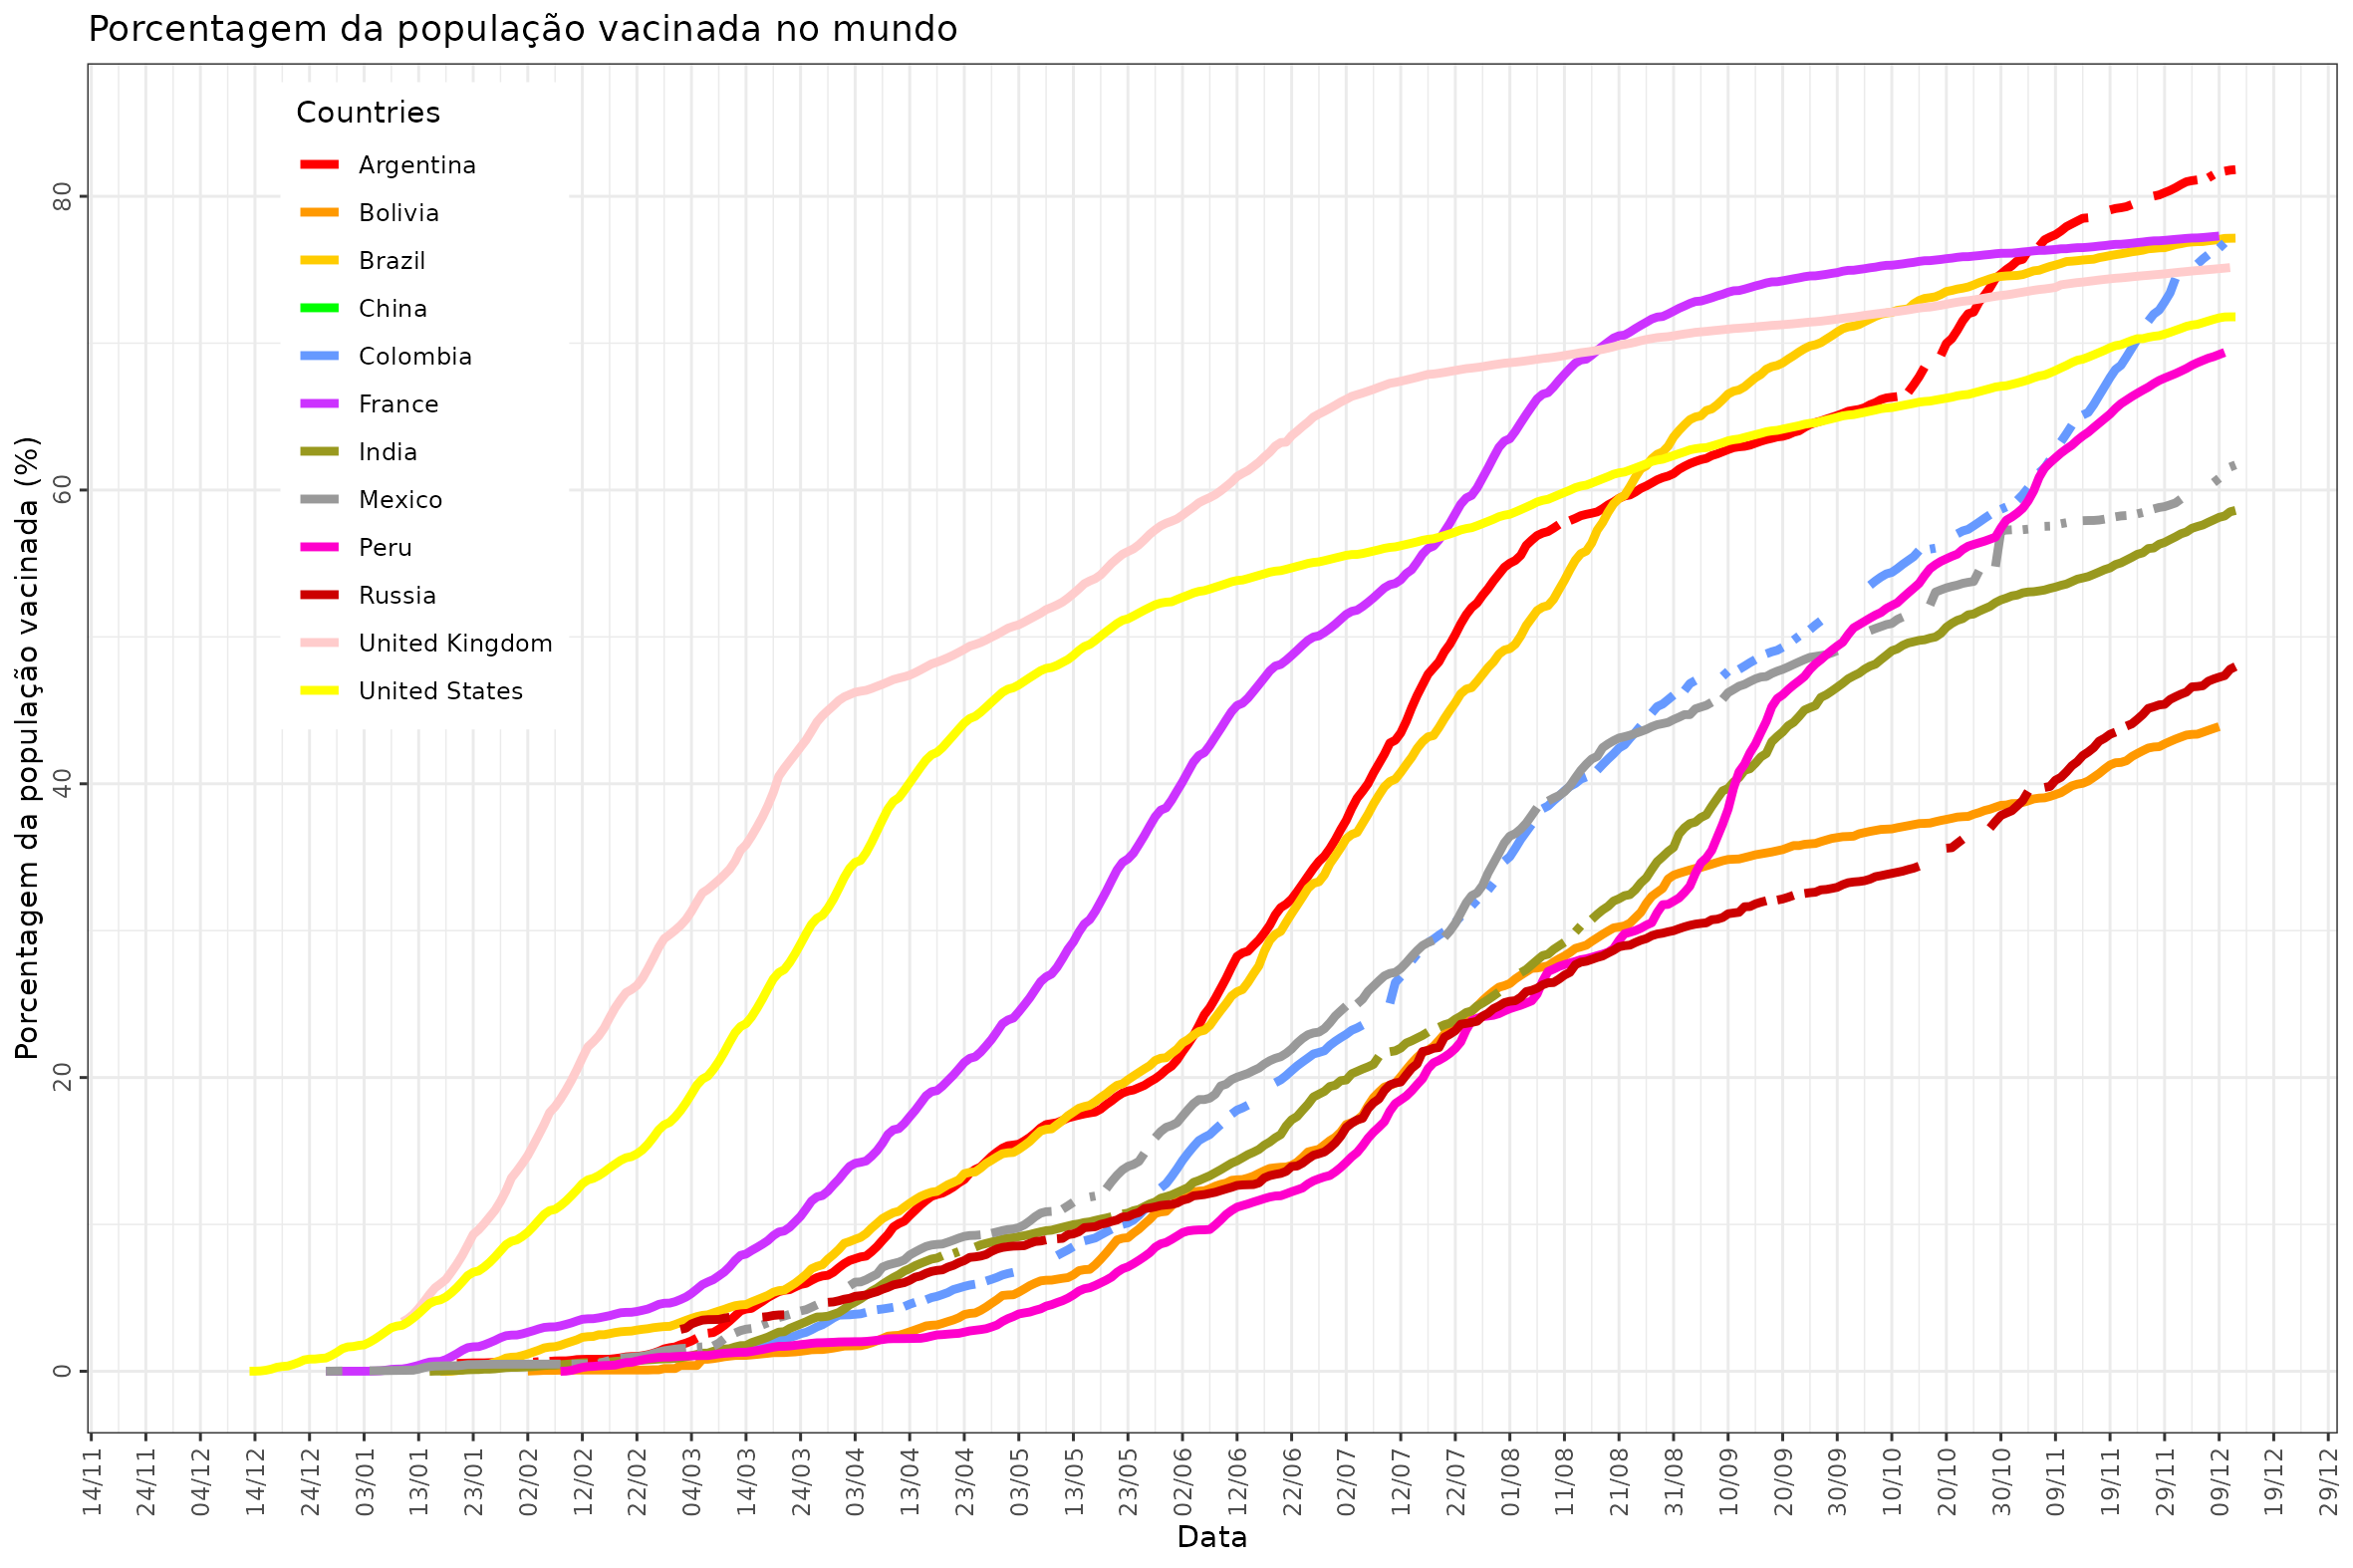 Porcentagem da população vacinada no mundo
Porcentagem da população vacinada (%)
80
60
40
20
0
Countries
Argentina
Bolivia
Brazil
China
Colombia
France
India
Mexico
Peru
Russia
United Kingdom
United States
14/11 24/11 04/12 14/12 24/12 03/01 13/01 23/01 02/02 12/02 22/02 04/03 14/03 24/03 03/04 13/04 23/04 03/05 13/05 23/05 02/06 12/06 22/06 02/07 12/07 22/07 01/08 11/08 21/08 31/08 10/09 20/09 30/09 10/10 20/10 30/10 09/11 19/11 29/11 09/12 19/12 29/12
Data